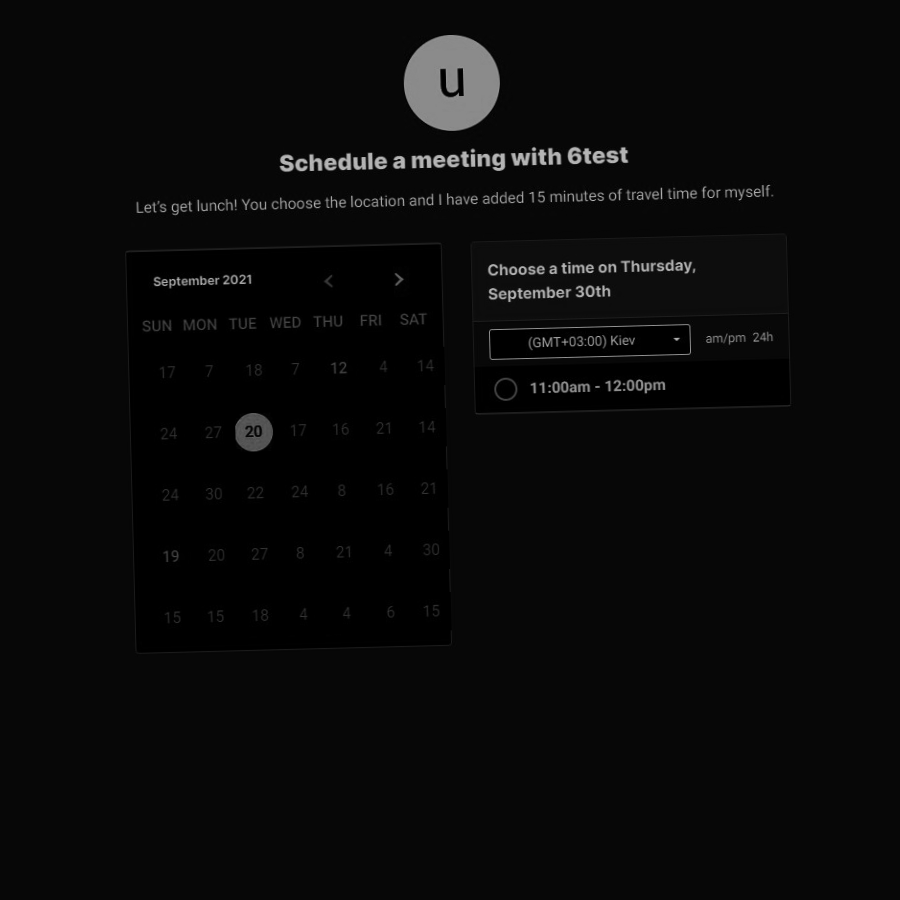 u
Schedule a meeting with 6test
Let's get lunch! You choose the location and I have added 15 minutes of travel time for myself.
September 2021
SUN MON TUE WED THU FRI SAT
17 7 18 7 12 4 14
24 27 20 17 16 21 14
24 30 22 24 8 16 21
19 20 27 8 21 4 30
15 15 18 4 4 6 15
Choose a time on Thursday,
September 30th
(GMT+03:00) Kiev
am/pm 24h
11:00am - 12:00pm